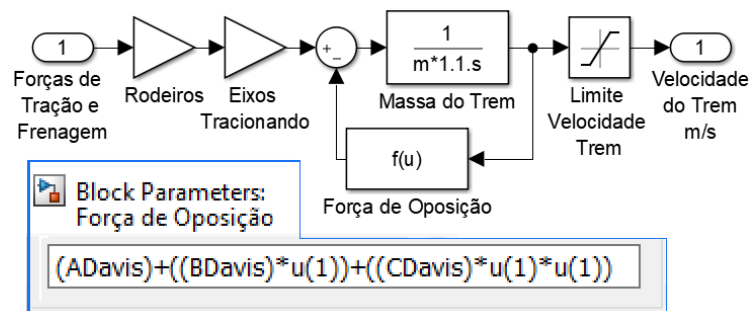 1
Forças de
Tração e
Frenagem
Rodeiros
Eixos
Tracionando
+
−
1
m*1.1.s
Massa do Trem
Limite
Velocidade
Trem
1
Velocidade
do Trem
m/s
f(u)
Força de Oposição
Block Parameters:
Força de Oposição
(ADavis)+((BDavis)*u(1))+((CDavis)*u(1)*u(1))